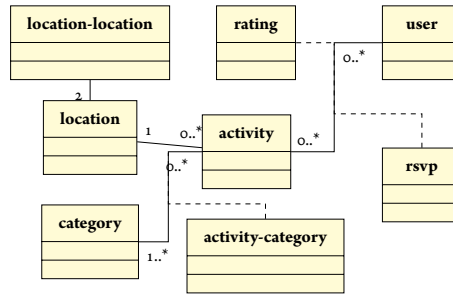 location-location
rating
user
0..*
2
location
1
0..*
activity
0..*
0..*
rsvp
category
1..*
activity-category